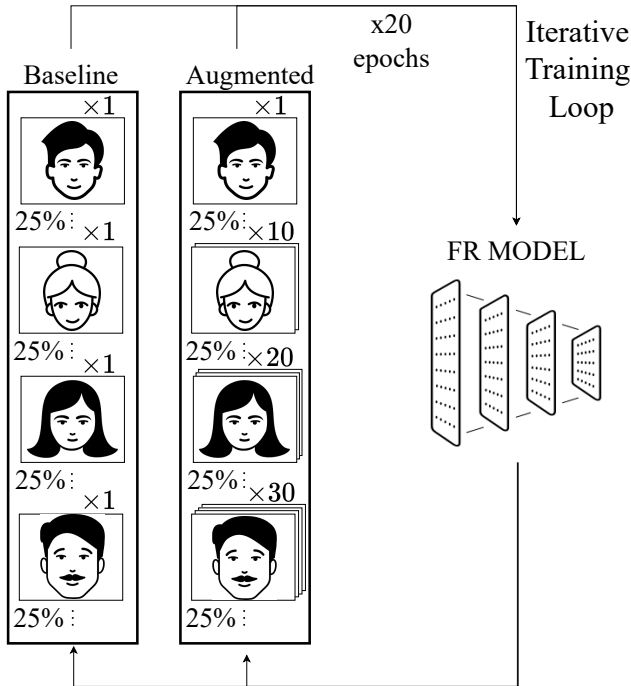 x20
epochs
Iterative
Training
Loop
Baseline
×1
25% ⋮
×1
25% ⋮
×1
25% ⋮
×1
25% ⋮
Augmented
×1
25% ⋮
×10
25% ⋮
×20
25% ⋮
×30
25% ⋮
FR MODEL